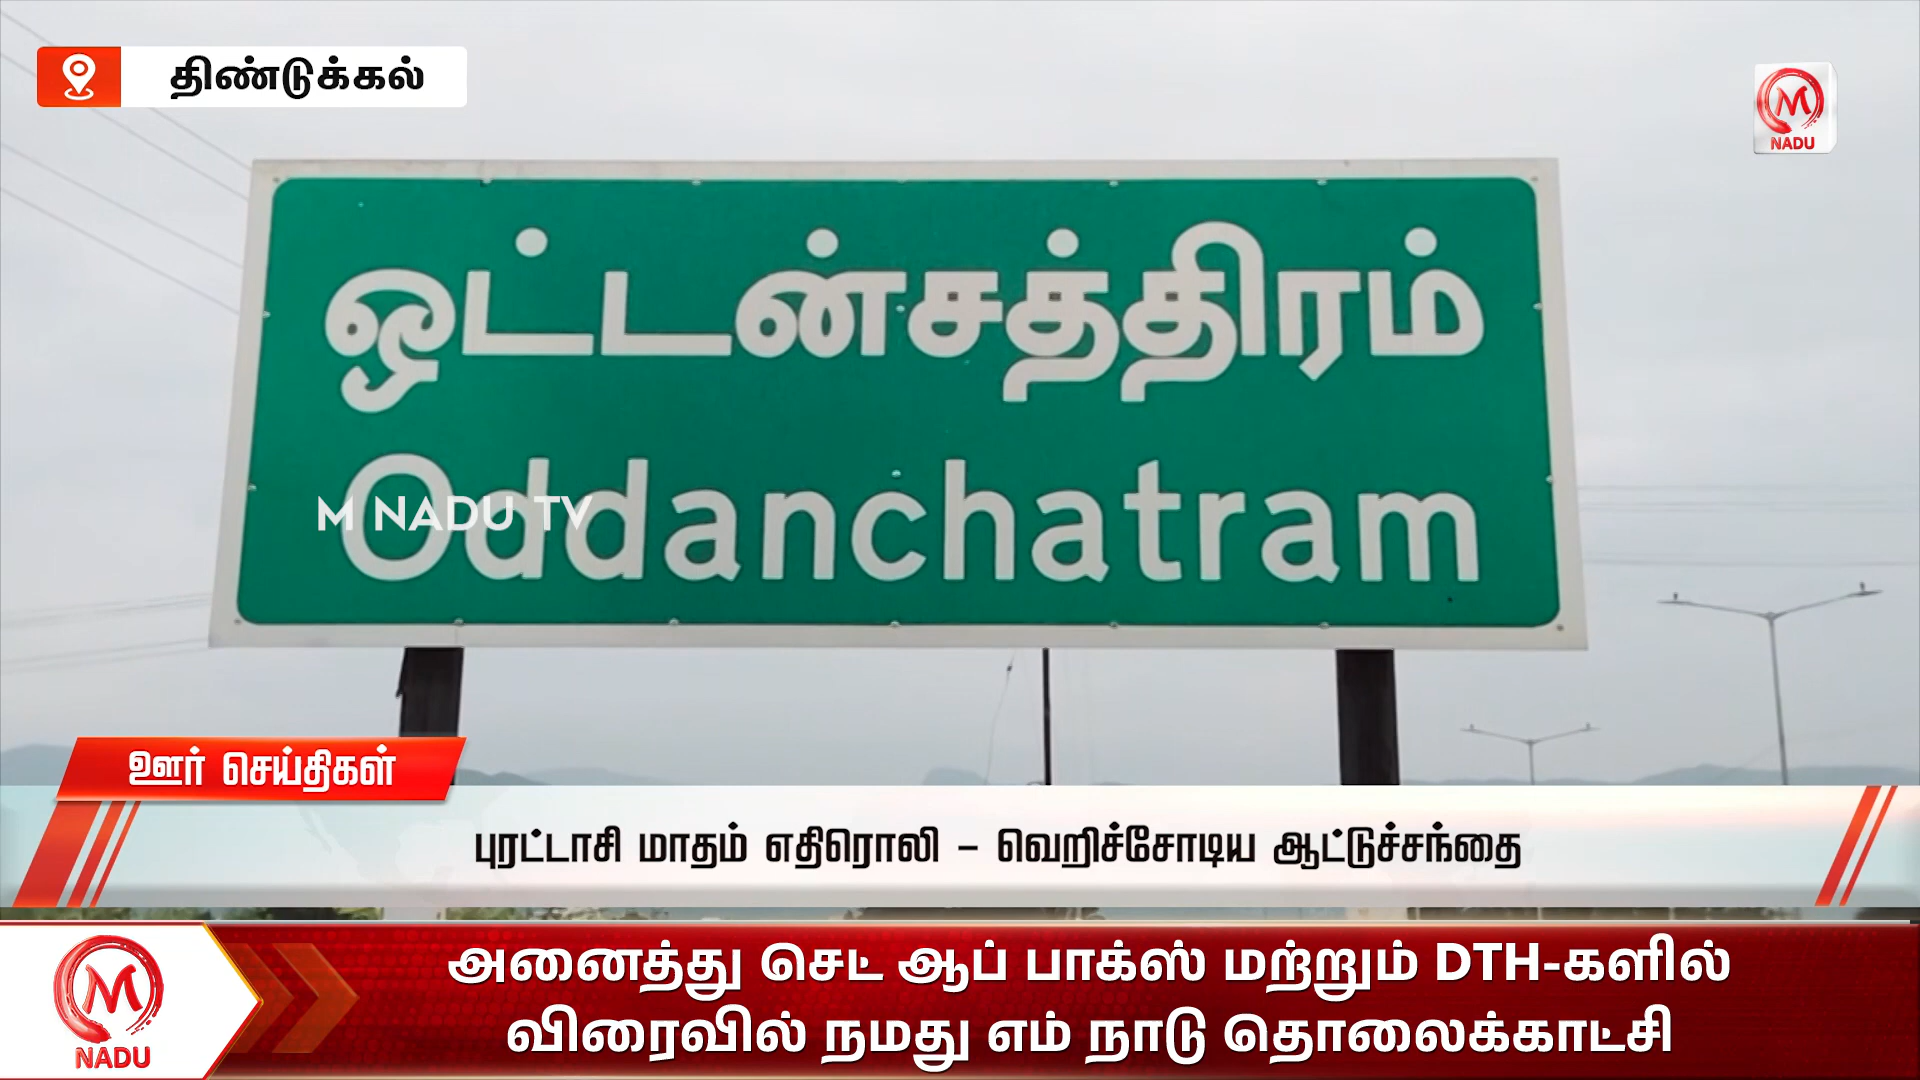 திண்டுக்கல்
M
NADU
ஒட்டன்சத்திரம்
Oddanchatram
M NADU TV
ஊர் செய்திகள்
புரட்டாசி மாதம் எதிரொலி - வெறிச்சோடிய ஆட்டுச்சந்தை
அனைத்து செட் ஆப் பாக்ஸ் மற்றும் DTH-களில்
விரைவில் நமது எம் நாடு தொலைக்காட்சி
M
NADU